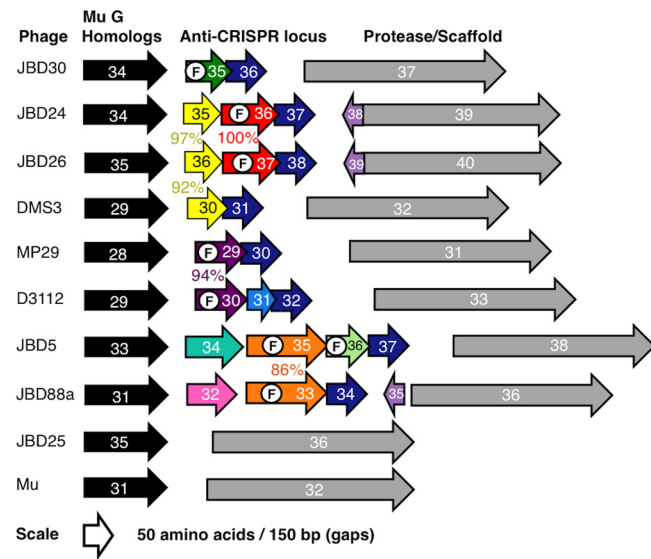 Mu G
Phage Homologs Anti-CRISPR locus Protease/Scaffold
JBD30 34 F 35 36 37
JBD24 34 35 F 36 37 38 39
97% 100%
JBD26 35 36 F 37 38 39 40
92%
DMS3 29 30 31 32
MP29 28 F 29 30 31
94%
D3112 29 F 30 31 32 33
JBD5 33 34 F 35 F 36 37 38
86%
JBD88a 31 32 F 33 34 35 36
JBD25 35 36
Mu 31 32
Scale 50 amino acids / 150 bp (gaps)